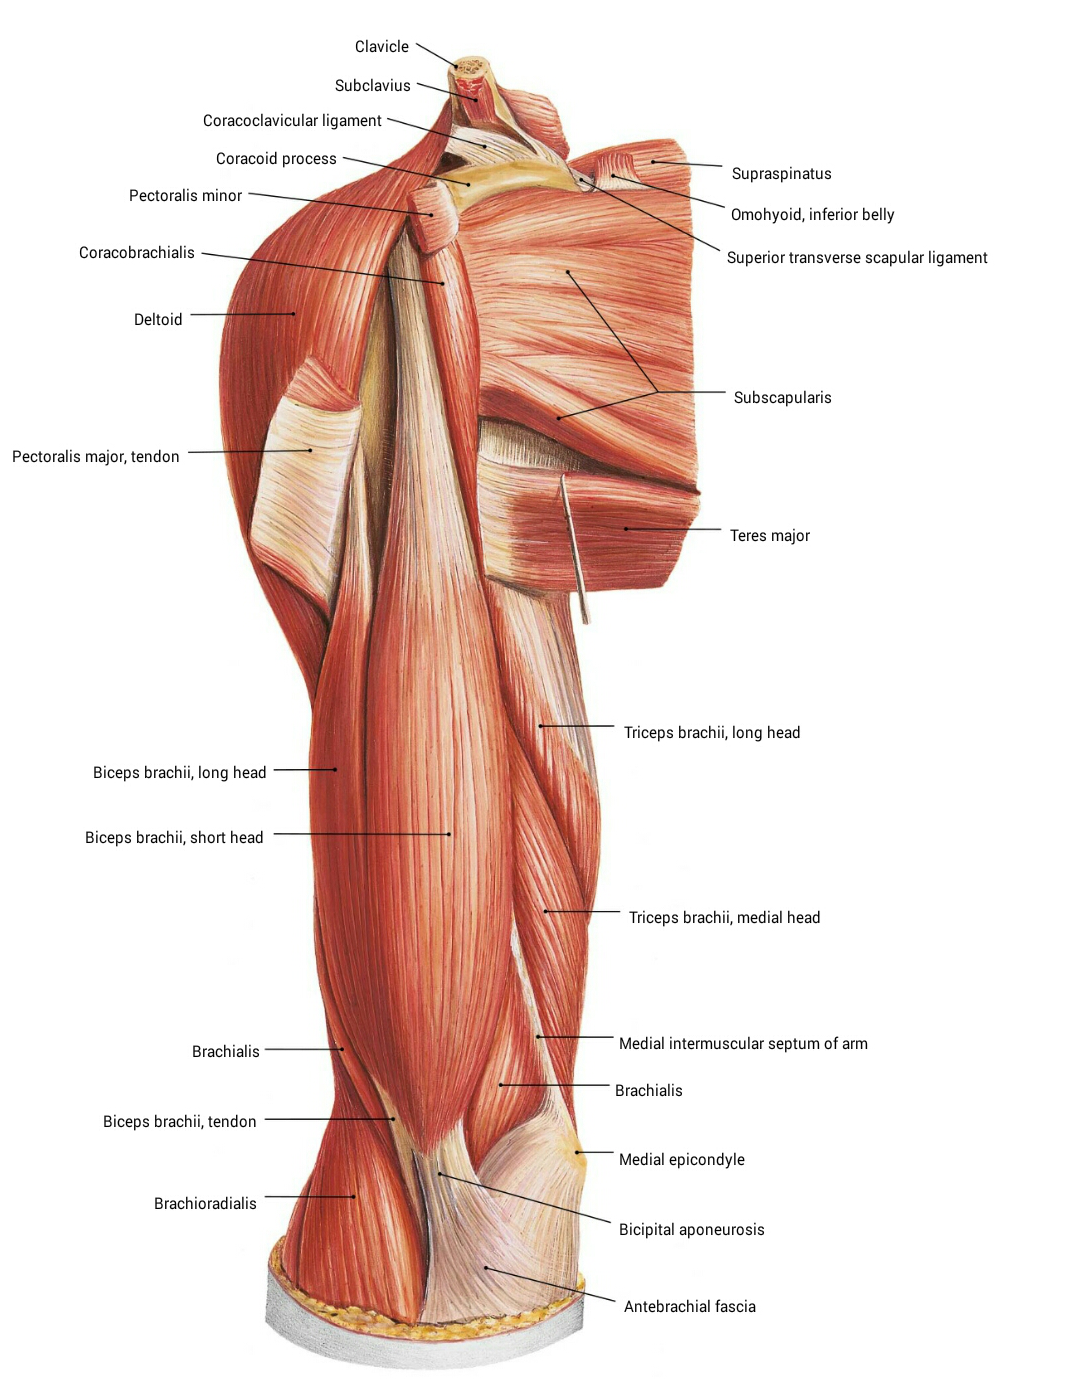 Clavicle
Subclavius
Coracoclavicular ligament
Coracoid process
Pectoralis minor
Coracobrachialis
Deltoid
Pectoralis major, tendon
Biceps brachii, long head
Biceps brachii, short head
Brachialis
Biceps brachii, tendon
Brachioradialis
Supraspinatus
Omohyoid, inferior belly
Superior transverse scapular ligament
Subscapularis
Teres major
Triceps brachii, long head
Triceps brachii, medial head
Medial intermuscular septum of arm
Brachialis
Medial epicondyle
Bicipital aponeurosis
Antebrachial fascia